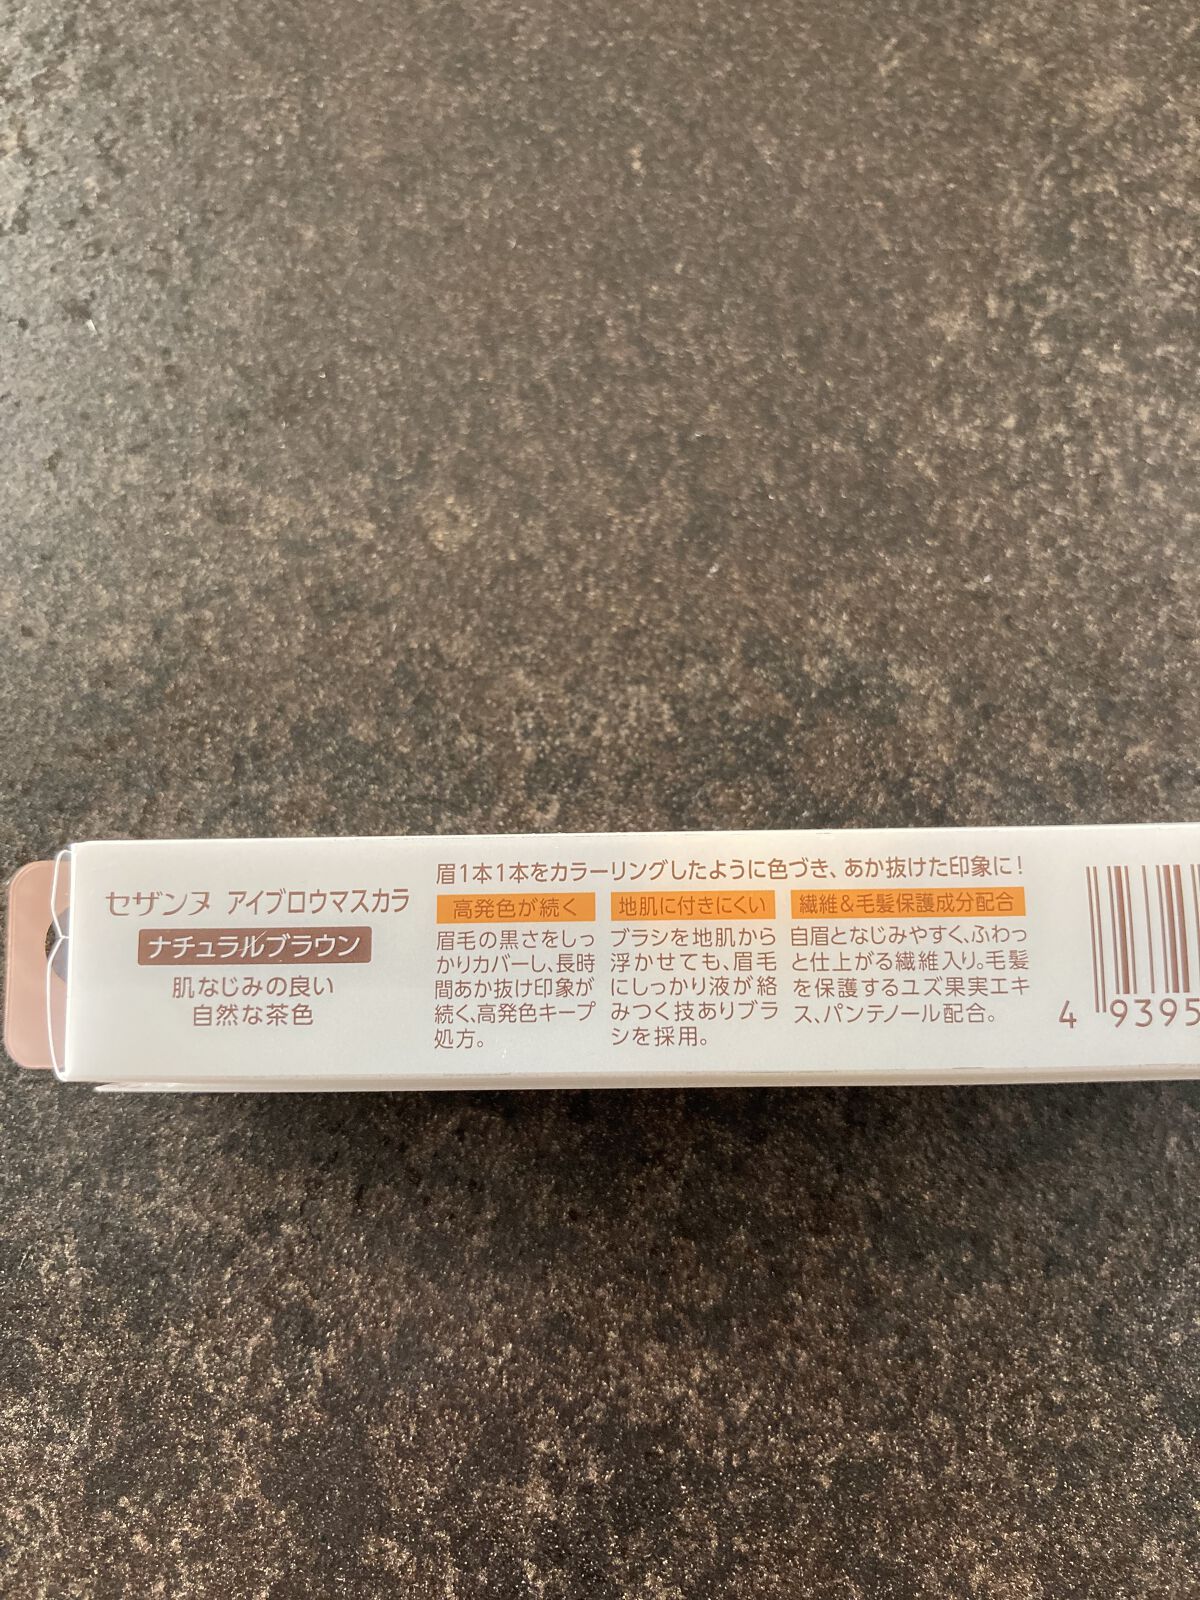 セザンヌ アイブロウマスカラ
ナチュラルブラウン
肌なじみの良い
自然な茶色
眉1本1本をカラーリングしたように色づき、あか抜けた印象に!
高発色が続く
眉毛の黒さをしっ
かりカバーし、長時
間あか抜け印象が
続く、高発色キープ
処方。
地肌に付きにくい
ブラシを地肌から
浮かせても、眉毛
にしっかり液が絡
みつく技ありブラ
シを採用。
繊維&毛髪保護成分配合
自眉となじみやすく、ふわっ
と仕上がる繊維入り。毛髪
を保護するユズ果実エキ
ス、パンテノール配合。
4 9395